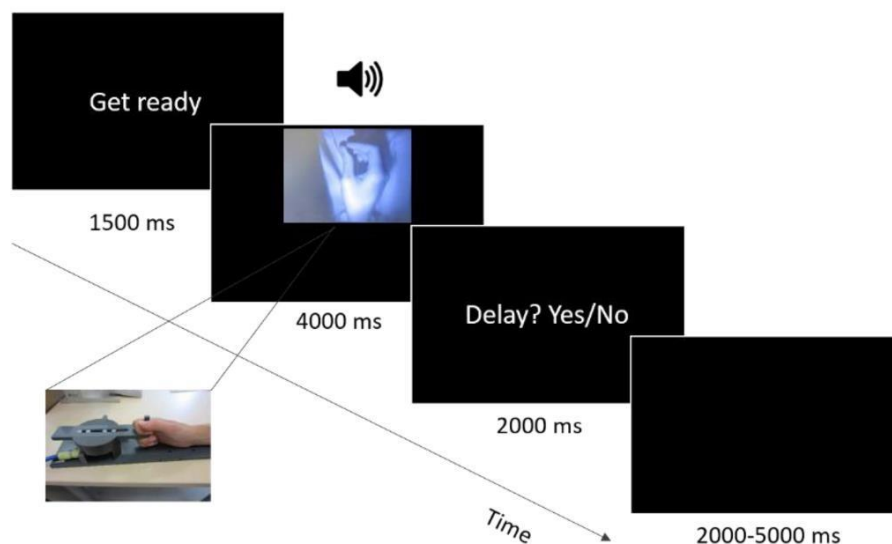 Get ready
1500 ms
4000 ms
Delay? Yes/No
2000 ms
Time
2000-5000 ms